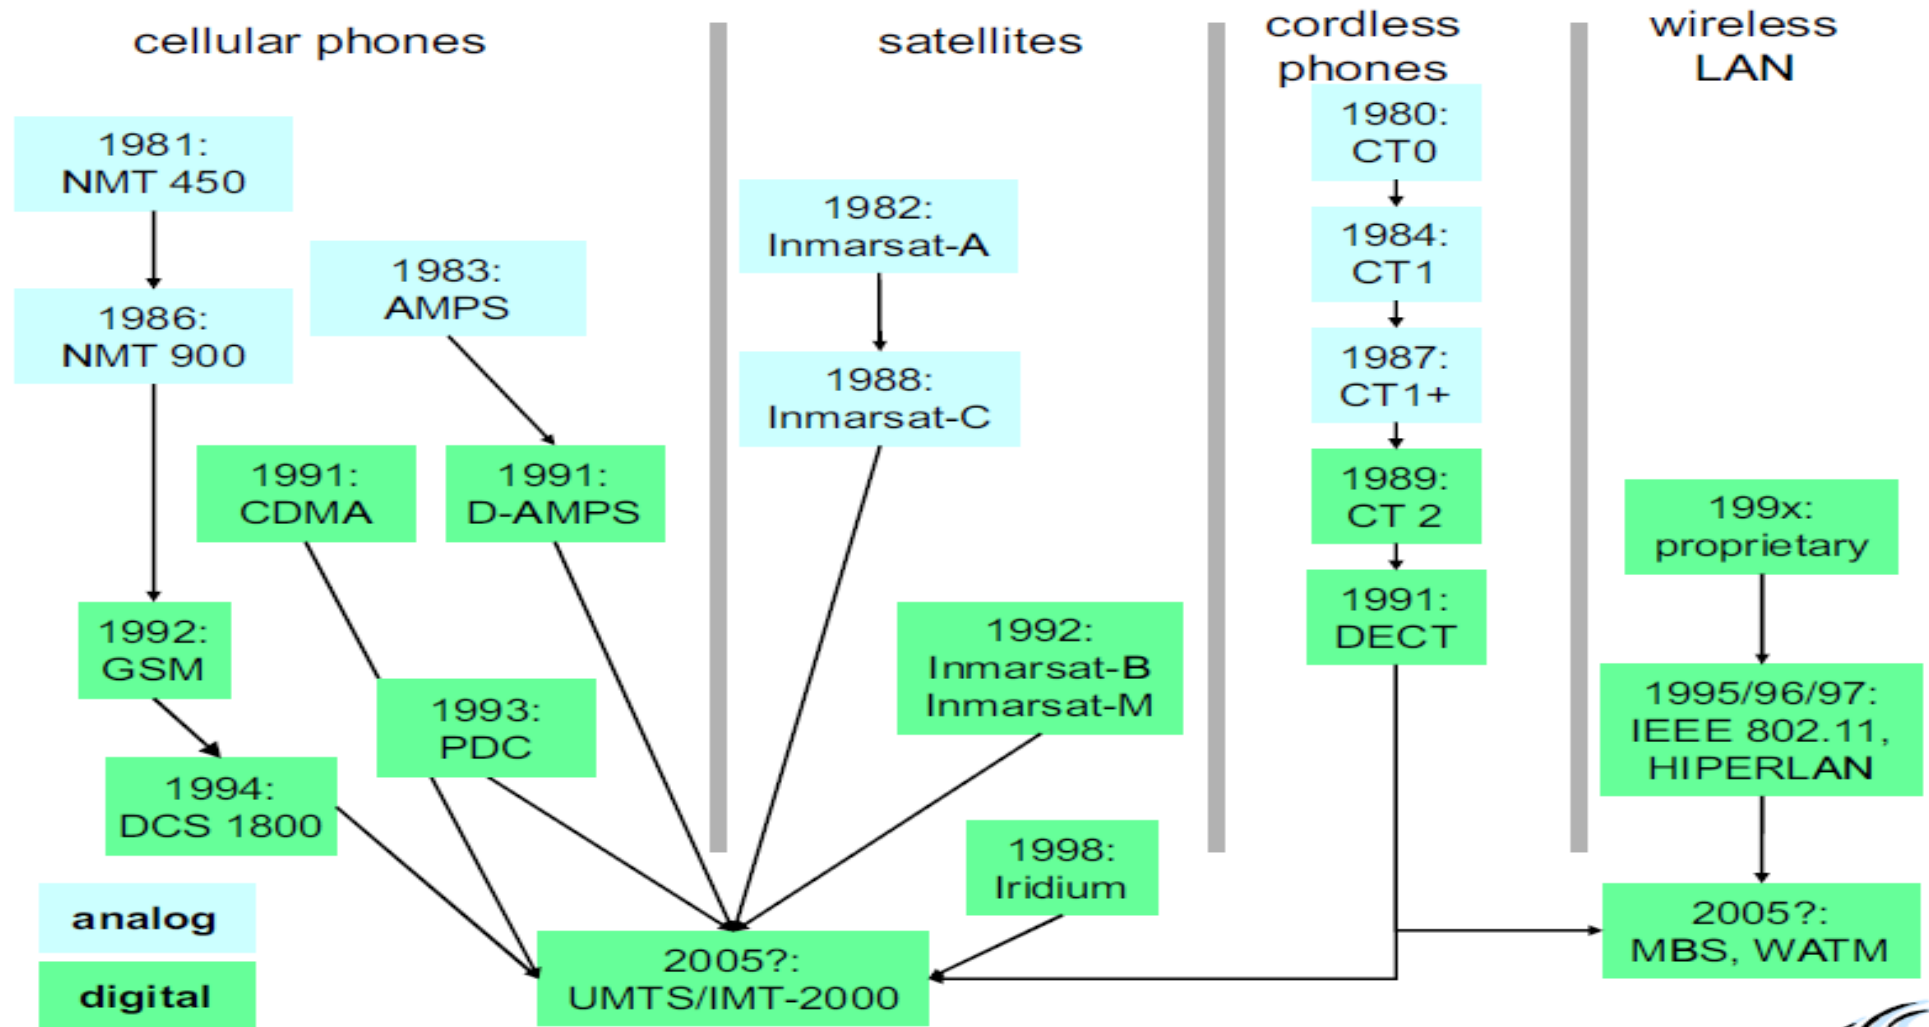 cellular phones
satellites
cordless
phones
wireless
LAN
1981:
NMT 450
1986:
NMT 900
1983:
AMPS
1991:
CDMA
1991:
D-AMPS
1992:
GSM
1993:
PDC
1994:
DCS 1800
1982:
Inmarsat-A
1988:
Inmarsat-C
1992:
Inmarsat-B
Inmarsat-M
1998:
Iridium
1980:
CT0
1984:
CT1
1987:
CT1+
1989:
CT 2
1991:
DECT
199x:
proprietary
1995/96/97:
IEEE 802.11,
HIPERLAN
2005?:
MBS, WATM
2005?:
UMTS/IMT-2000
analog
digital